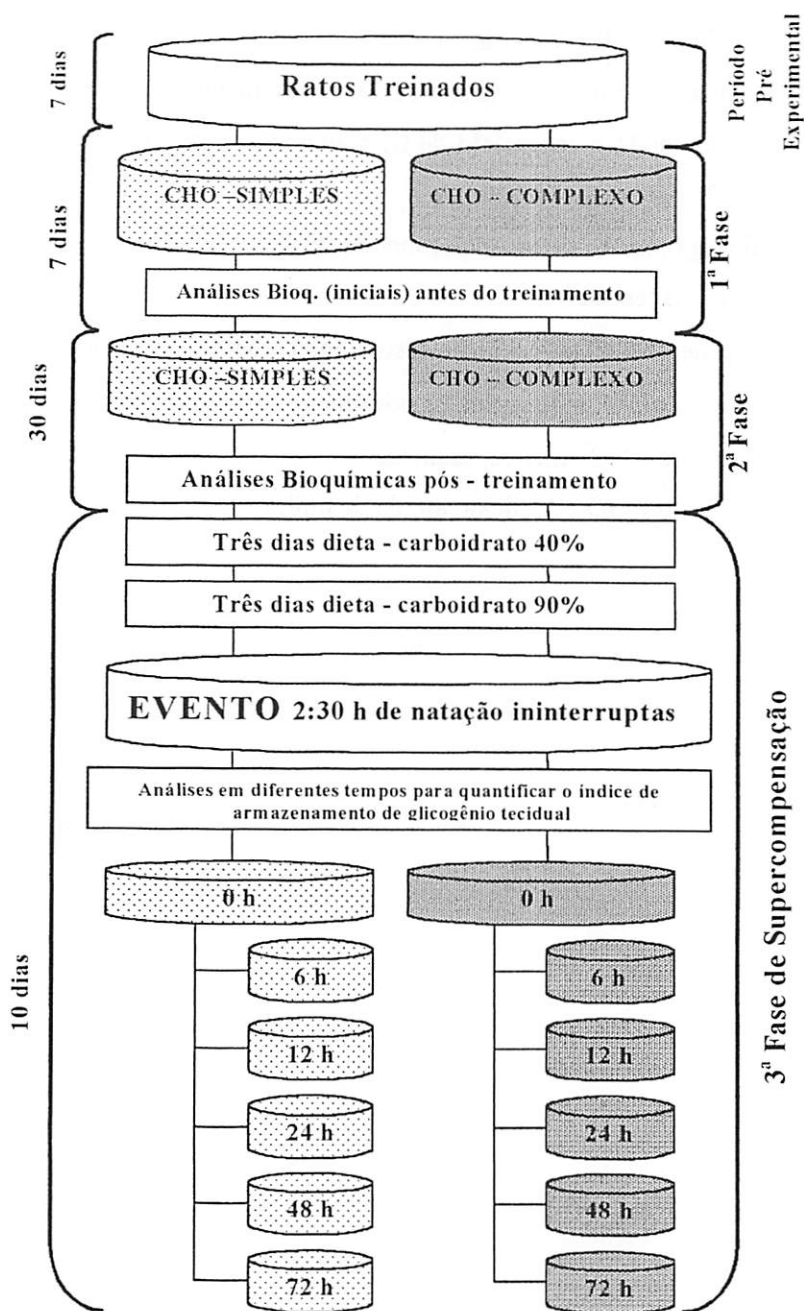 7 dias
Ratos Treinados
Período
Pré
Experimental
7 dias
CHO –SIMPLES
CHO – COMPLEXO
Análises Bioq. (iniciais) antes do treinamento
1ª Fase
30 dias
CHO –SIMPLES
CHO – COMPLEXO
Análises Bioquímicas pós - treinamento
2ª Fase
10 dias
Três dias dieta - carboidrato 40%
Três dias dieta - carboidrato 90%
EVENTO 2:30 h de natação ininterruptas
Análises em diferentes tempos para quantificar o índice de
armazenamento de glicogênio tecidual
0 h
0 h
6 h
6 h
12 h
12 h
24 h
24 h
48 h
48 h
72 h
72 h
3ª Fase de Supercompensação